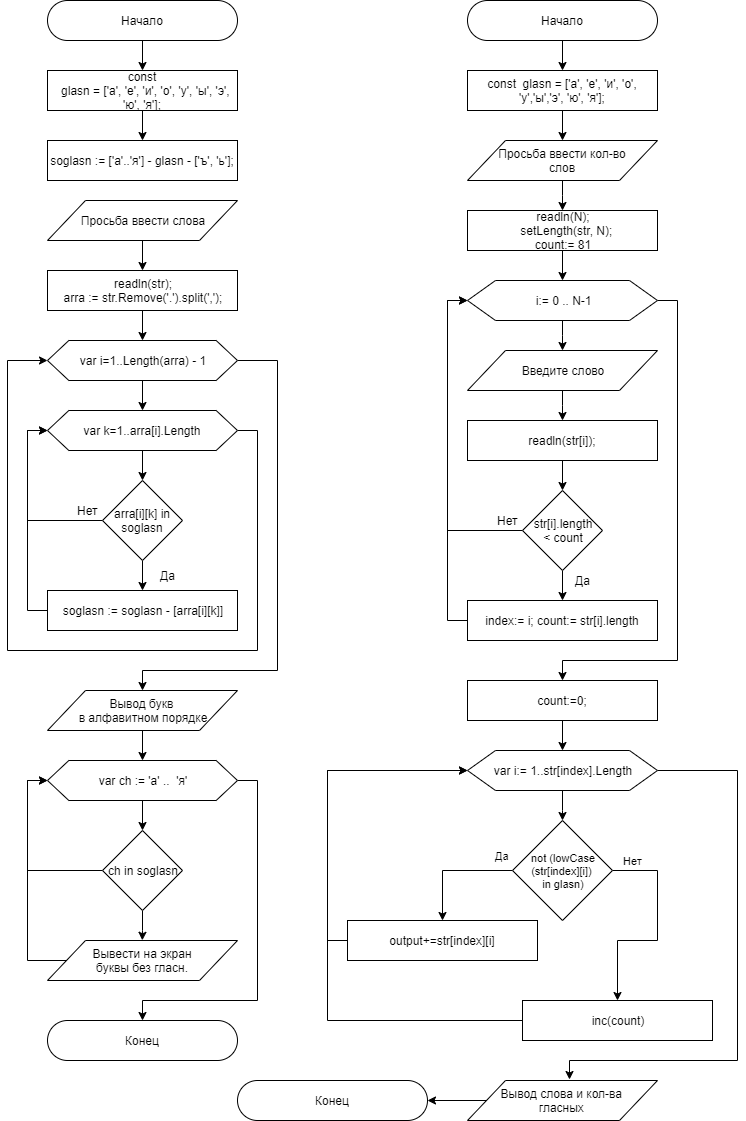 Начало
const
glasn = ['а', 'е', 'и', 'о', 'у', 'ы', 'э',
'ю', 'я'];
soglasn := ['а'..'я'] - glasn - ['ъ', 'ь'];
Просьба ввести слова
readln(str);
arra := str.Remove('.').split(',');
var i=1..Length(arra) - 1
var k=1..arra[i].Length
Нет
arra[i][k] in
soglasn
Да
soglasn := soglasn - [arra[i][k]]
Вывод букв
в алфавитном порядке
var ch := 'а' .. 'я'
ch in soglasn
Вывести на экран
буквы без гласн.
Конец
Начало
const glasn = ['а', 'е', 'и', 'о',
'у','ы','э', 'ю', 'я'];
Просьба ввести кол-во
слов
readln(N);
setLength(str, N);
count:= 81
i:= 0 .. N-1
Введите слово
readln(str[i]);
Нет
str[i].length
< count
Да
index:= i; count:= str[i].length
count:=0;
var i:= 1..str[index].Length
Да
not (lowCase
(str[index][i])
in glasn)
Нет
output+=str[index][i]
inc(count)
Вывод слова и кол-ва
гласных
Конец